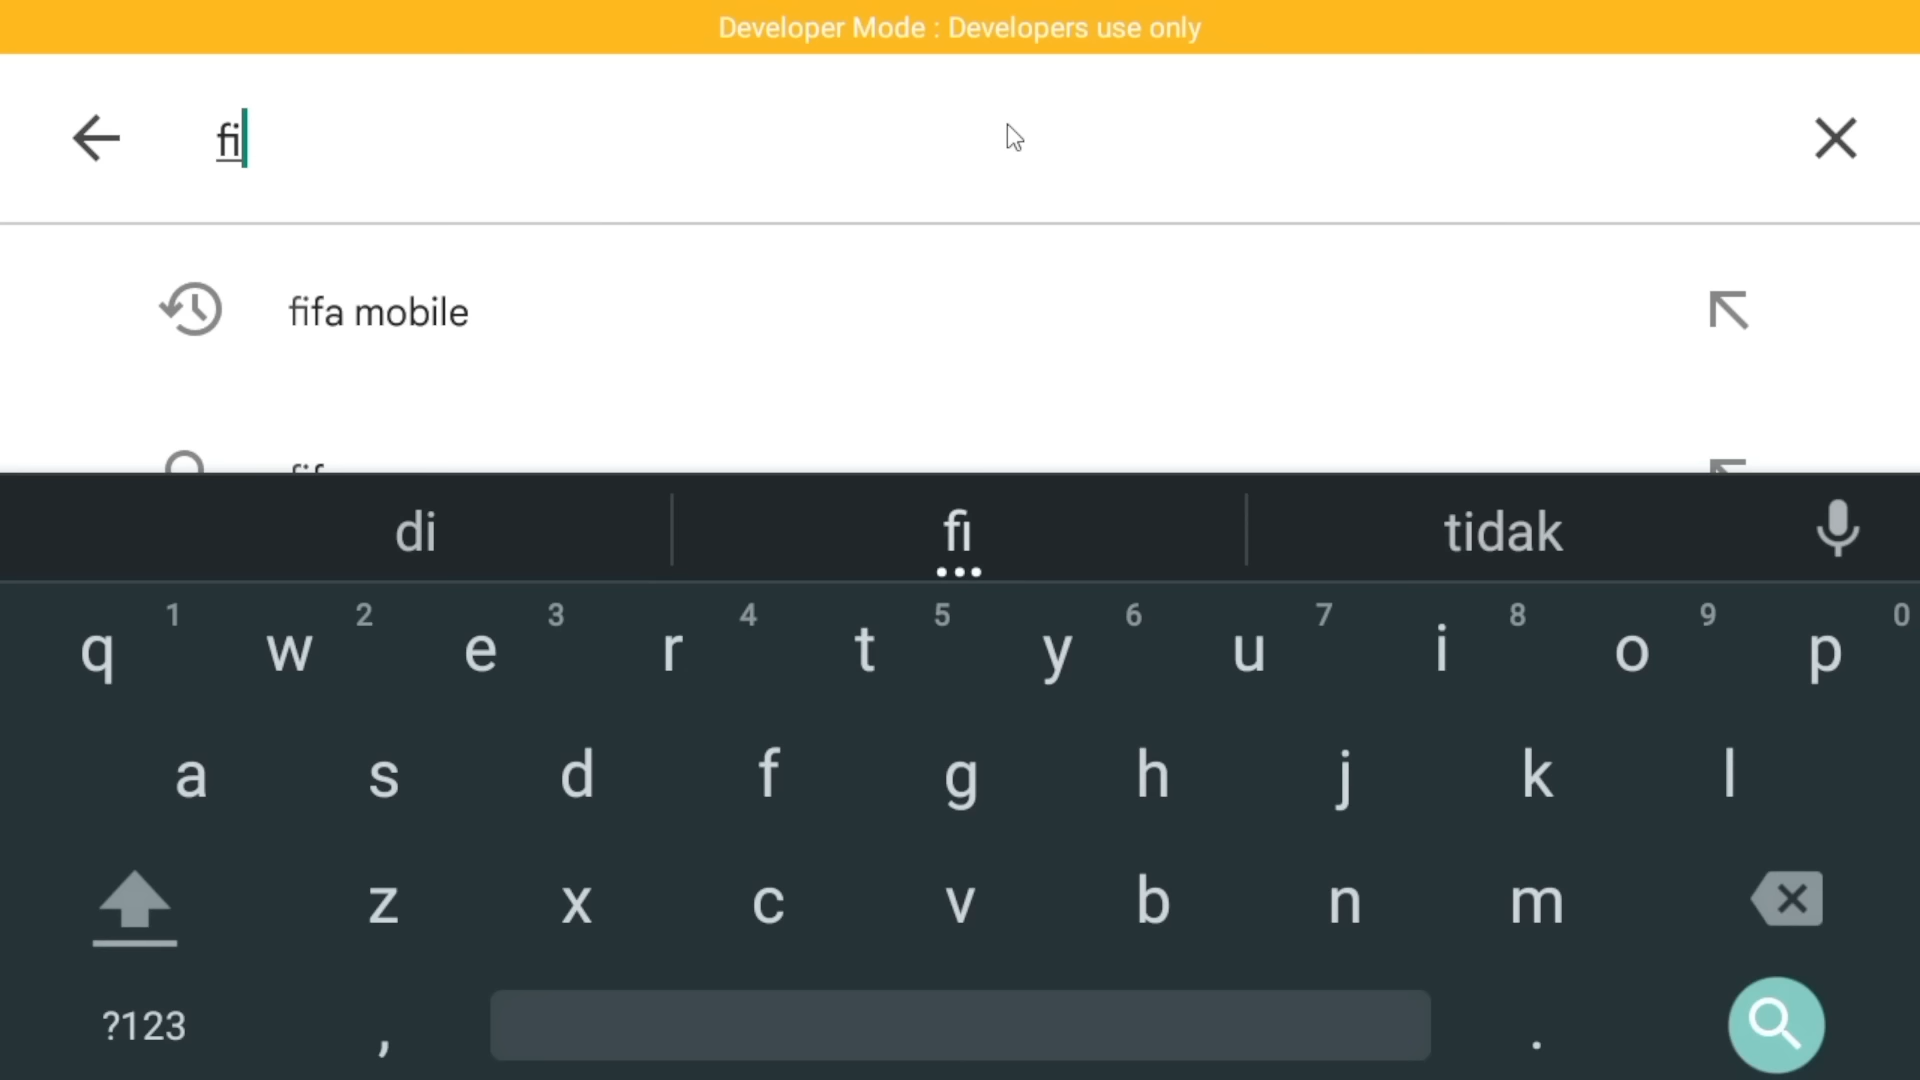 Developer Mode : Developers use only
fi
fifa mobile
di fi tidak
1 2 3 4 5 6 7 8 9 0
q w e r t y u i o p
a s d f g h j k l
z x c v b n m
?123 , .